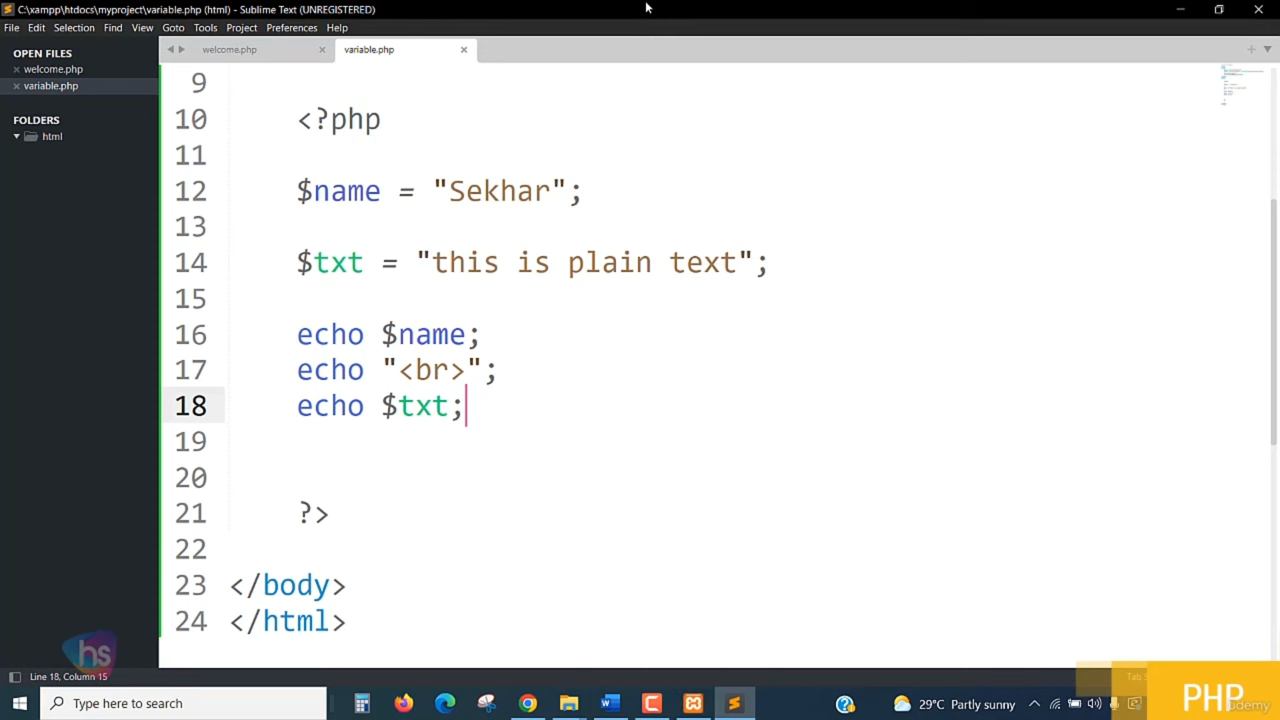 C:\xampp\htdocs\myproject\variable.php (html) - Sublime Text (UNREGISTERED)
File Edit Selection Find View Goto Tools Project Preferences Help
OPEN FILES
welcome.php
variable.php
FOLDERS
html
welcome.php variable.php
9
10 <?php
11
12 $name = "Sekhar";
13
14 $txt = "this is plain text";
15
16 echo $name;
17 echo "<br>";
18 echo $txt;
19
20
21 ?>
22
23 </body>
24 </html>
hs
Line 18, Column 15
Tab S
Type here to search
29°C Partly sunny
PHP
Udemy